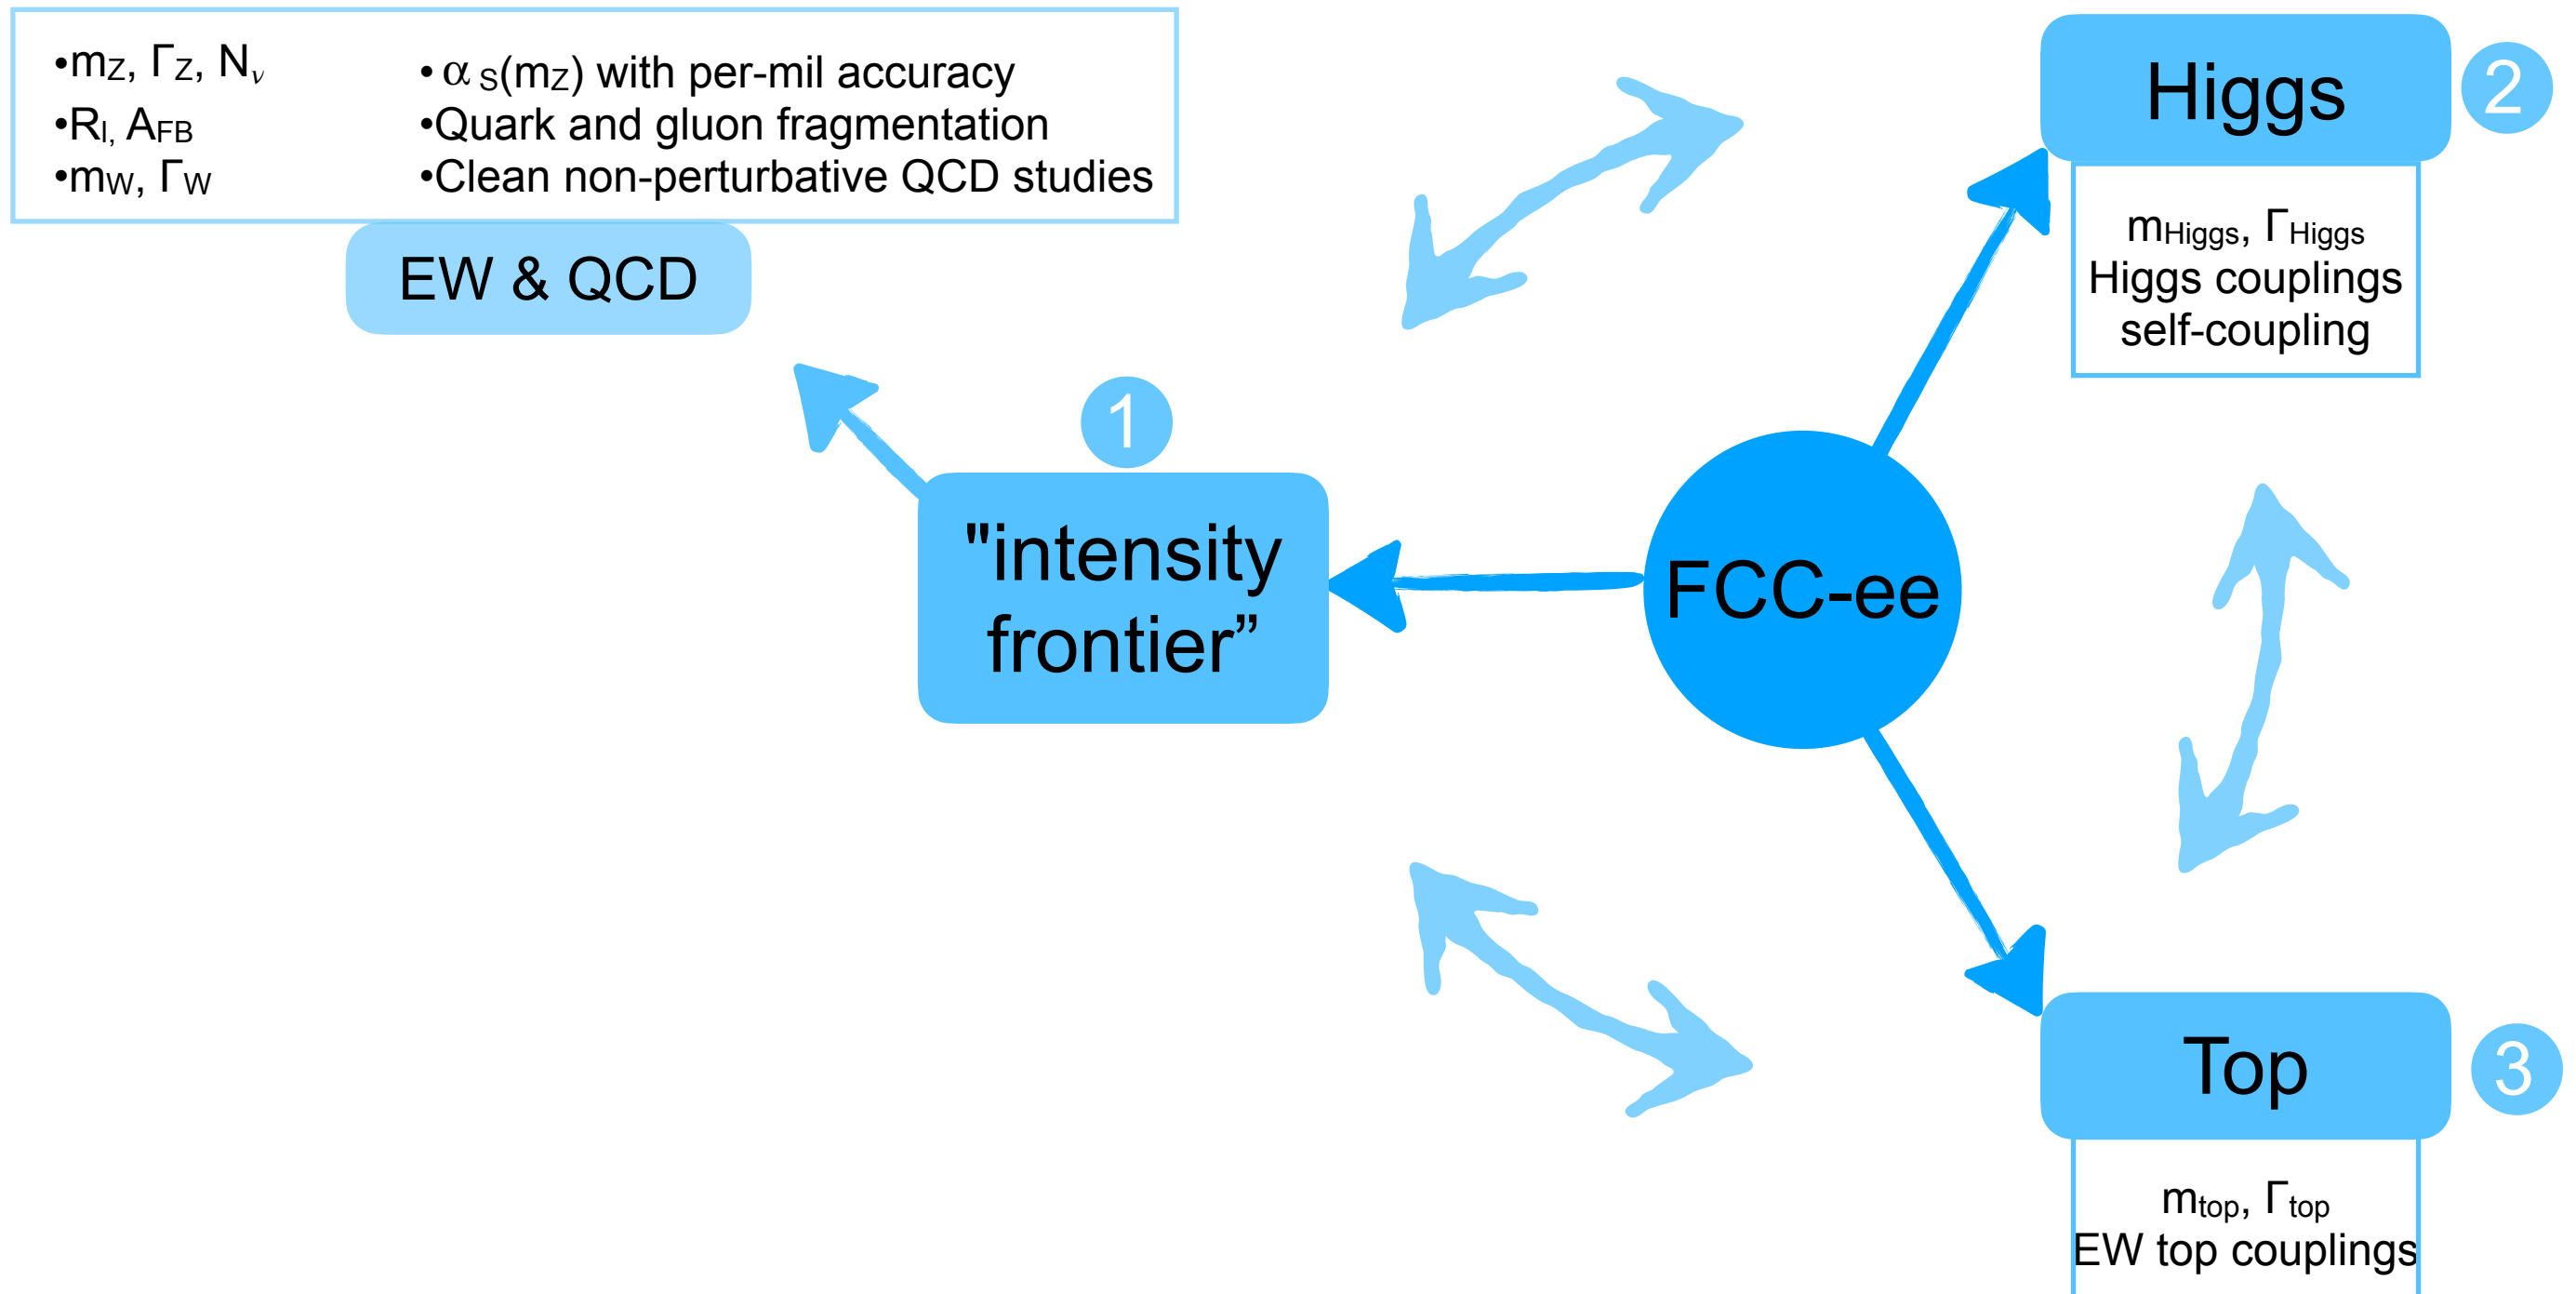 •mZ, ΓZ, Nν
•Rl, AFB
•mW, ΓW
•αS(mZ) with per-mil accuracy
•Quark and gluon fragmentation
•Clean non-perturbative QCD studies
EW & QCD
1
"intensity
frontier”
FCC-ee
Higgs
2
mHiggs, ΓHiggs
Higgs couplings
self-coupling
Top
3
mtop, Γtop
EW top couplings